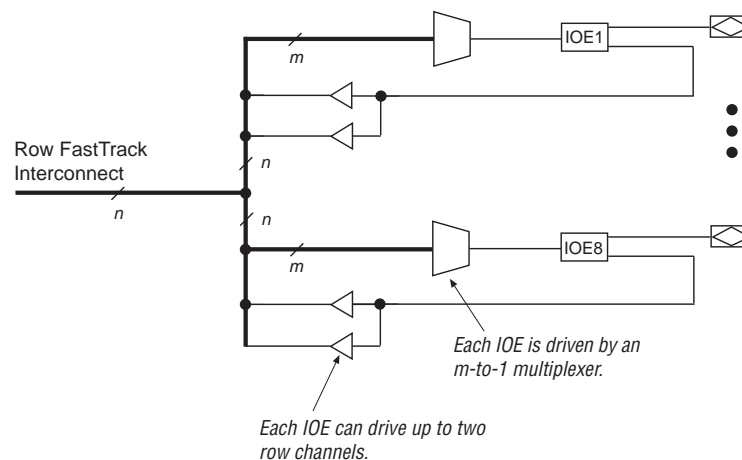 IOE1
m
Row FastTrack
Interconnect
n
n
n
IOE8
m
Each IOE is driven by an
m-to-1 multiplexer.
Each IOE can drive up to two
row channels.